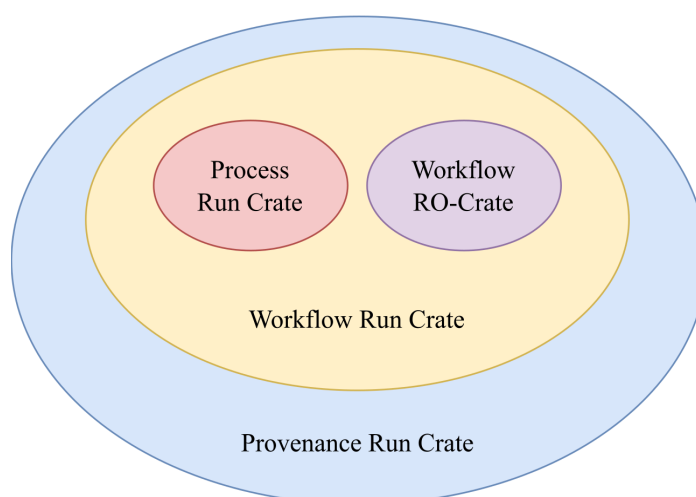 Process
Run Crate
Workflow
RO-Crate
Workflow Run Crate
Provenance Run Crate